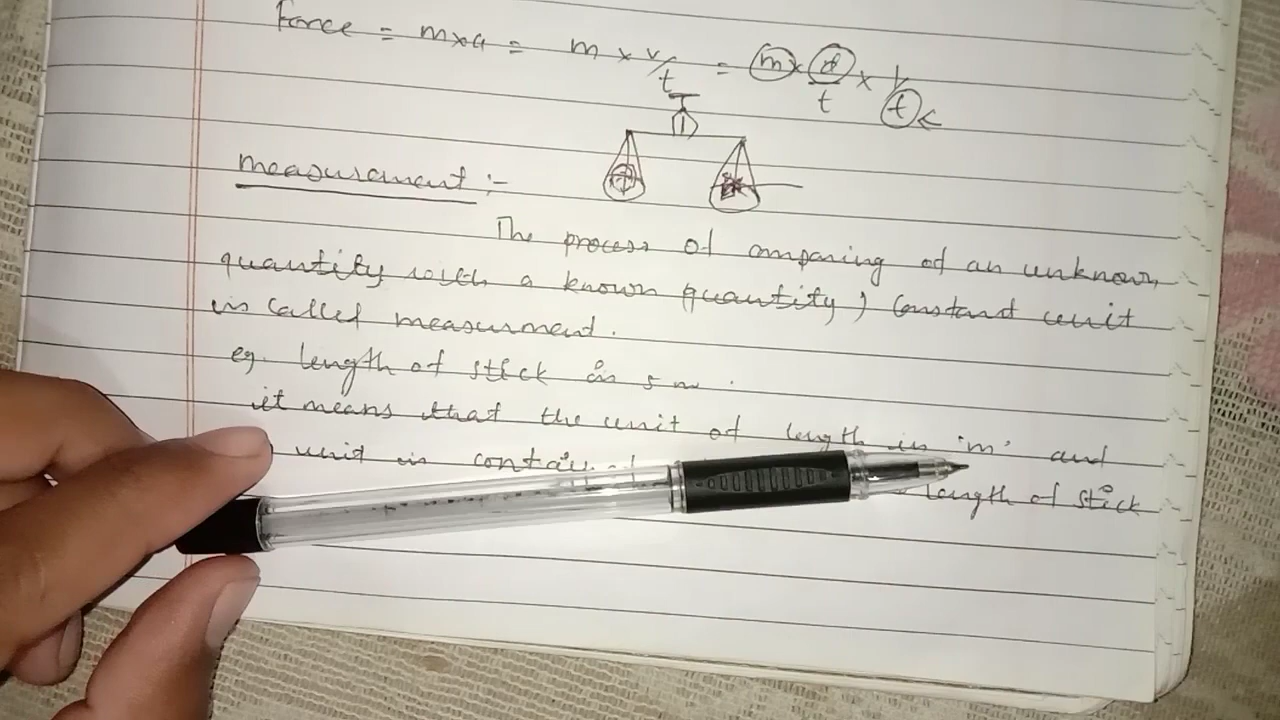 Force = m×a = m × v/t = m × d/t × 1/t
measurement :-
The process of comparing of an unknown
quantity with a known quantity, constant unit
is called measurment.
eg. length of stick is 5 m.
it means that the unit of length is 'm' and
unit is length of stick